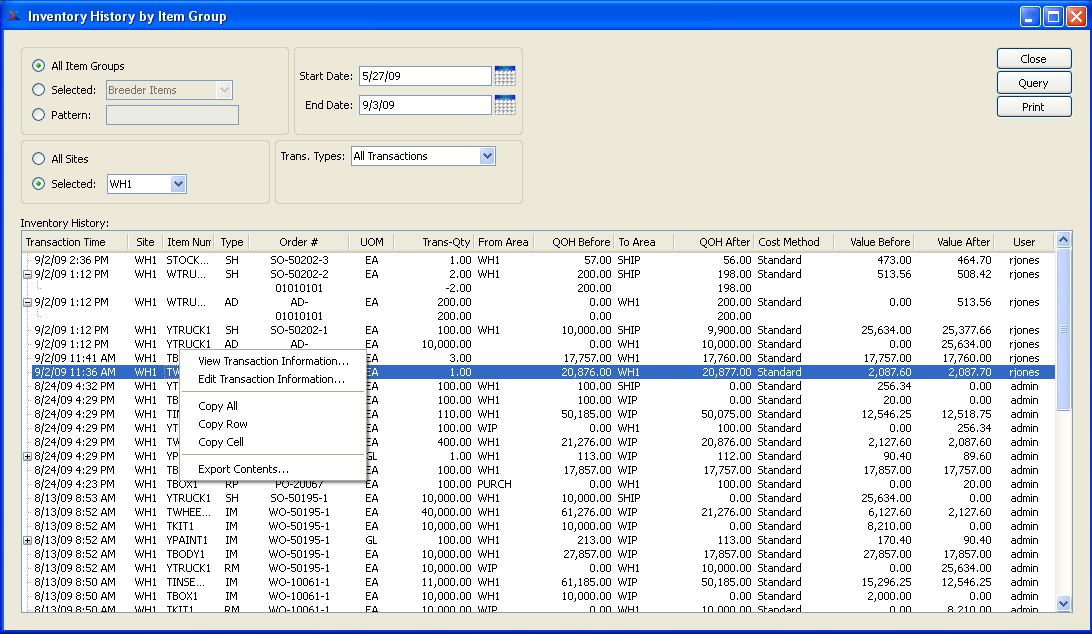 Inventory History by Item Group
All Item Groups
Selected: Breeder Items
Pattern:
Start Date: 5/27/09
End Date: 9/3/09
Close
Query
Print
All Sites
Selected: WH1
Trans. Types: All Transactions
Inventory History:
Transaction Time Site Item Num Type Order # UOM Trans-Qty From Area QOH Before To Area QOH After Cost Method Value Before Value After User
9/2/09 2:36 PM WH1 STOCK... SH SO-50202-3 EA 1.00 WH1 57.00 SHIP 56.00 Standard 473.00 464.70 rjones
9/2/09 1:12 PM WH1 WTRU... SH SO-50202-2 EA 2.00 WH1 200.00 SHIP 198.00 Standard 513.56 508.42 rjones
01010101 -2.00 200.00 198.00
9/2/09 1:12 PM WH1 WTRU... AD AD- EA 200.00 0.00 WH1 200.00 Standard 0.00 513.56 rjones
01010101 200.00 0.00 200.00
9/2/09 1:12 PM WH1 YTRUCK1 SH SO-50202-1 EA 100.00 WH1 10,000.00 SHIP 9,900.00 Standard 25,634.00 25,377.66 rjones
9/2/09 1:12 PM WH1 YTRUCK1 AD AD- EA 10,000.00 0.00 WH1 10,000.00 Standard 0.00 25,634.00 rjones
9/2/09 11:41 AM WH1 TB EA 3.00 17,757.00 WH1 17,760.00 Standard 17,757.00 17,760.00 rjones
9/2/09 11:36 AM WH1 TW EA 1.00 20,876.00 WH1 20,877.00 Standard 2,087.60 2,087.70 rjones
8/24/09 4:32 PM WH1 YT EA 100.00 WH1 100.00 SHIP 0.00 Standard 256.34 0.00 admin
8/24/09 4:29 PM WH1 TB EA 100.00 WH1 100.00 WIP 0.00 Standard 20.00 0.00 admin
8/24/09 4:29 PM WH1 TIN EA 110.00 WH1 50,185.00 WIP 50,075.00 Standard 12,546.25 12,518.75 admin
8/24/09 4:29 PM WH1 YT EA 100.00 WIP 0.00 WH1 100.00 Standard 0.00 256.34 admin
8/24/09 4:29 PM WH1 TW EA 400.00 WH1 21,276.00 WIP 20,876.00 Standard 2,127.60 2,087.60 admin
8/24/09 4:29 PM WH1 YP GL 1.00 WH1 113.00 WIP 112.00 Standard 90.40 89.60 admin
8/24/09 4:29 PM WH1 TB EA 100.00 WH1 17,857.00 WIP 17,757.00 Standard 17,857.00 17,757.00 admin
8/24/09 4:23 PM WH1 TBOX1 RP PO-20067 EA 100.00 PURCH 0.00 WH1 100.00 Standard 0.00 20.00 admin
8/13/09 8:53 AM WH1 YTRUCK1 SH SO-50195-1 EA 10,000.00 WH1 10,000.00 SHIP 0.00 Standard 25,634.00 0.00 admin
8/13/09 8:52 AM WH1 TWHEE... IM WO-50195-1 EA 40,000.00 WH1 61,276.00 WIP 21,276.00 Standard 6,127.60 2,127.60 admin
8/13/09 8:52 AM WH1 TKIT1 IM WO-50195-1 EA 10,000.00 WH1 10,000.00 WIP 0.00 Standard 8,210.00 0.00 admin
8/13/09 8:52 AM WH1 YPAINT1 IM WO-50195-1 GL 100.00 WH1 213.00 WIP 113.00 Standard 170.40 90.40 admin
8/13/09 8:52 AM WH1 TBODY1 IM WO-50195-1 EA 10,000.00 WH1 27,857.00 WIP 17,857.00 Standard 27,857.00 17,857.00 admin
8/13/09 8:52 AM WH1 YTRUCK1 RM WO-50195-1 EA 10,000.00 WIP 0.00 WH1 10,000.00 Standard 0.00 25,634.00 admin
8/13/09 8:50 AM WH1 TINSE... IM WO-10061-1 EA 11,000.00 WH1 61,185.00 WIP 50,185.00 Standard 15,296.25 12,546.25 admin
8/13/09 8:50 AM WH1 TBOX1 IM WO-10061-1 EA 10,000.00 WH1 10,000.00 WIP 0.00 Standard 2,000.00 0.00 admin
8/13/09 8:50 AM WH1 TKIT1 RM WO-10061-1 EA 10,000.00 WIP 0.00 WH1 10,000.00 Standard 0.00 8,210.00 admin
View Transaction Information...
Edit Transaction Information...
Copy All
Copy Row
Copy Cell
Export Contents...